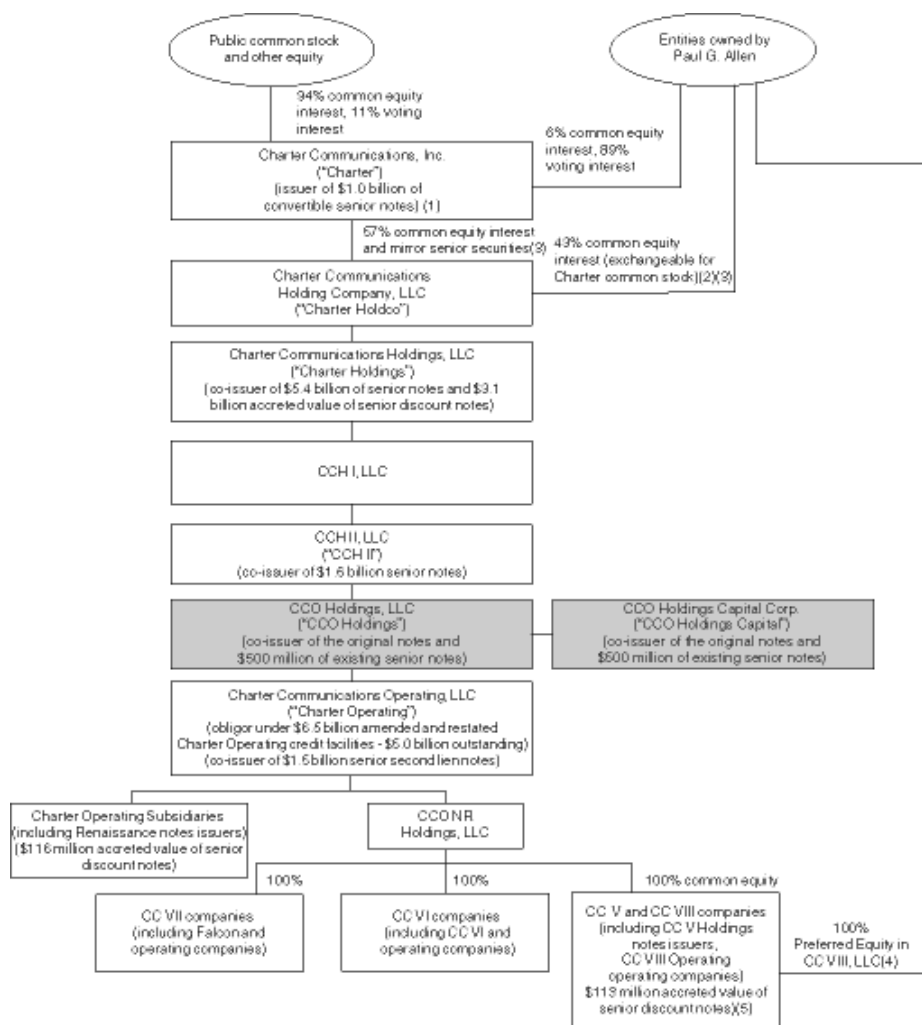 Public common stock
and other equity
Entities owned by
Paul G. Allen
94% common equity
interest, 11% voting
interest
6% common equity
interest, 89%
voting interest
Charter Communications, Inc.
("Charter")
(issuer of $1.0 billion of
convertible senior notes) (1)
57% common equity interest
and mirror senior securities(3)
43% common equity
interest (exchangeable for
Charter common stock)(2)(3)
Charter Communications
Holding Company, LLC
("Charter Holdco")
Charter Communications Holdings, LLC
("Charter Holdings")
(co-issuer of $5.4 billion of senior notes and $3.1
billion accreted value of senior discount notes)
CCH I, LLC
CCH II, LLC
("CCH II")
(co-issuer of $1.6 billion senior notes)
CCO Holdings, LLC
("CCO Holdings")
(co-issuer of the original notes and
$500 million of existing senior notes)
CCO Holdings Capital Corp.
("CCO Holdings Capital")
(co-issuer of the original notes and
$500 million of existing senior notes)
Charter Communications Operating, LLC
("Charter Operating")
(obligor under $6.5 billion amended and restated
Charter Operating credit facilities - $5.0 billion outstanding)
(co-issuer of $1.5 billion senior second lien notes)
Charter Operating Subsidiaries
(including Renaissance notes issuers)
($116 million accreted value of senior
discount notes)
CCO NR
Holdings, LLC
100%
100%
100% common equity
CC VII companies
(including Falcon and
operating companies)
CC VI companies
(including CC VI and
operating companies)
CC V and CC VIII companies
(including CC V Holdings
notes issuers,
CC VIII Operating
operating companies)
$113 million accreted value of
senior discount notes)(5)
100%
Preferred Equity in
CC VIII, LLC(4)